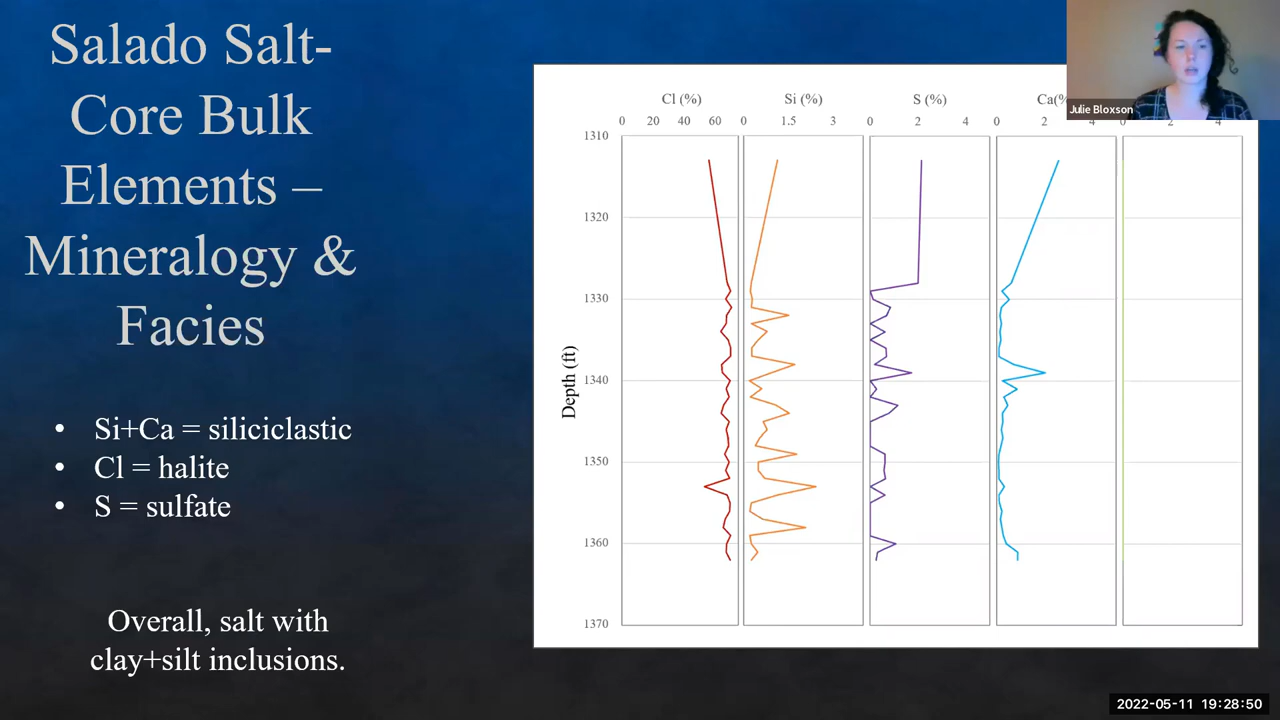 Salado Salt-
Core Bulk
Elements –
Mineralogy &
Facies
• Si+Ca = siliciclastic
• Cl = halite
• S = sulfate
Overall, salt with
clay+silt inclusions.
Cl (%) Si (%) S (%) Ca(%
0 20 40 60 0 1.5 3 0 2 4 0 2 4 0 2 4
1310
1320
1330
1340
1350
1360
1370
Depth (ft)
Julie Bloxson
2022-05-11 19:28:50